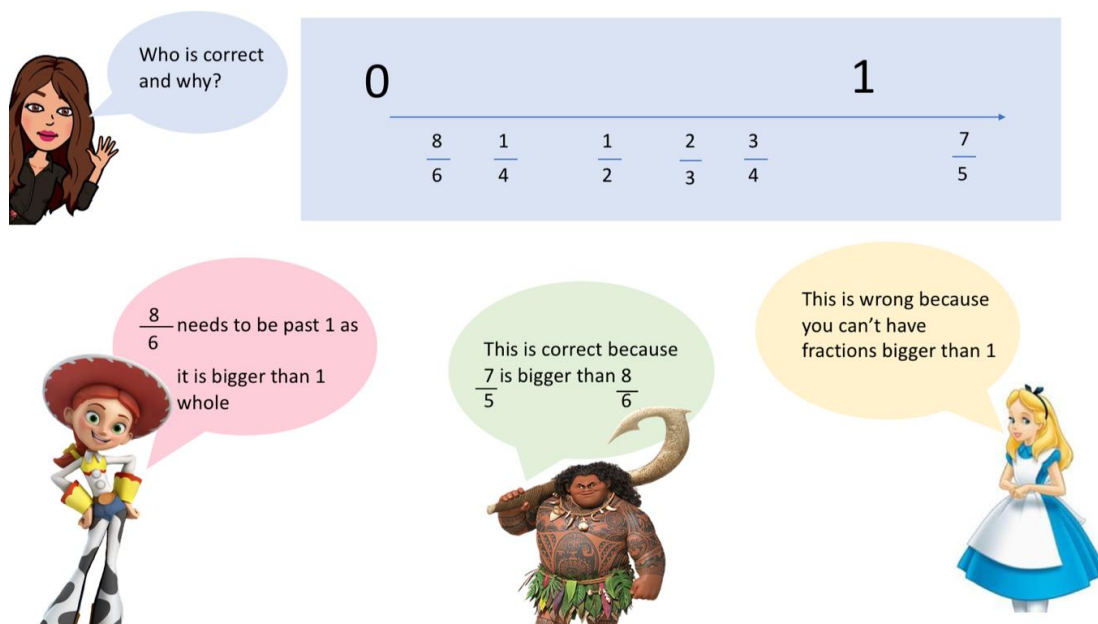 Who is correct
and why?
0 1
8/6 1/4 1/2 2/3 3/4 7/5
8/6 needs to be past 1 as
it is bigger than 1
whole
This is correct because
7/5 is bigger than 8/6
This is wrong because
you can’t have
fractions bigger than 1